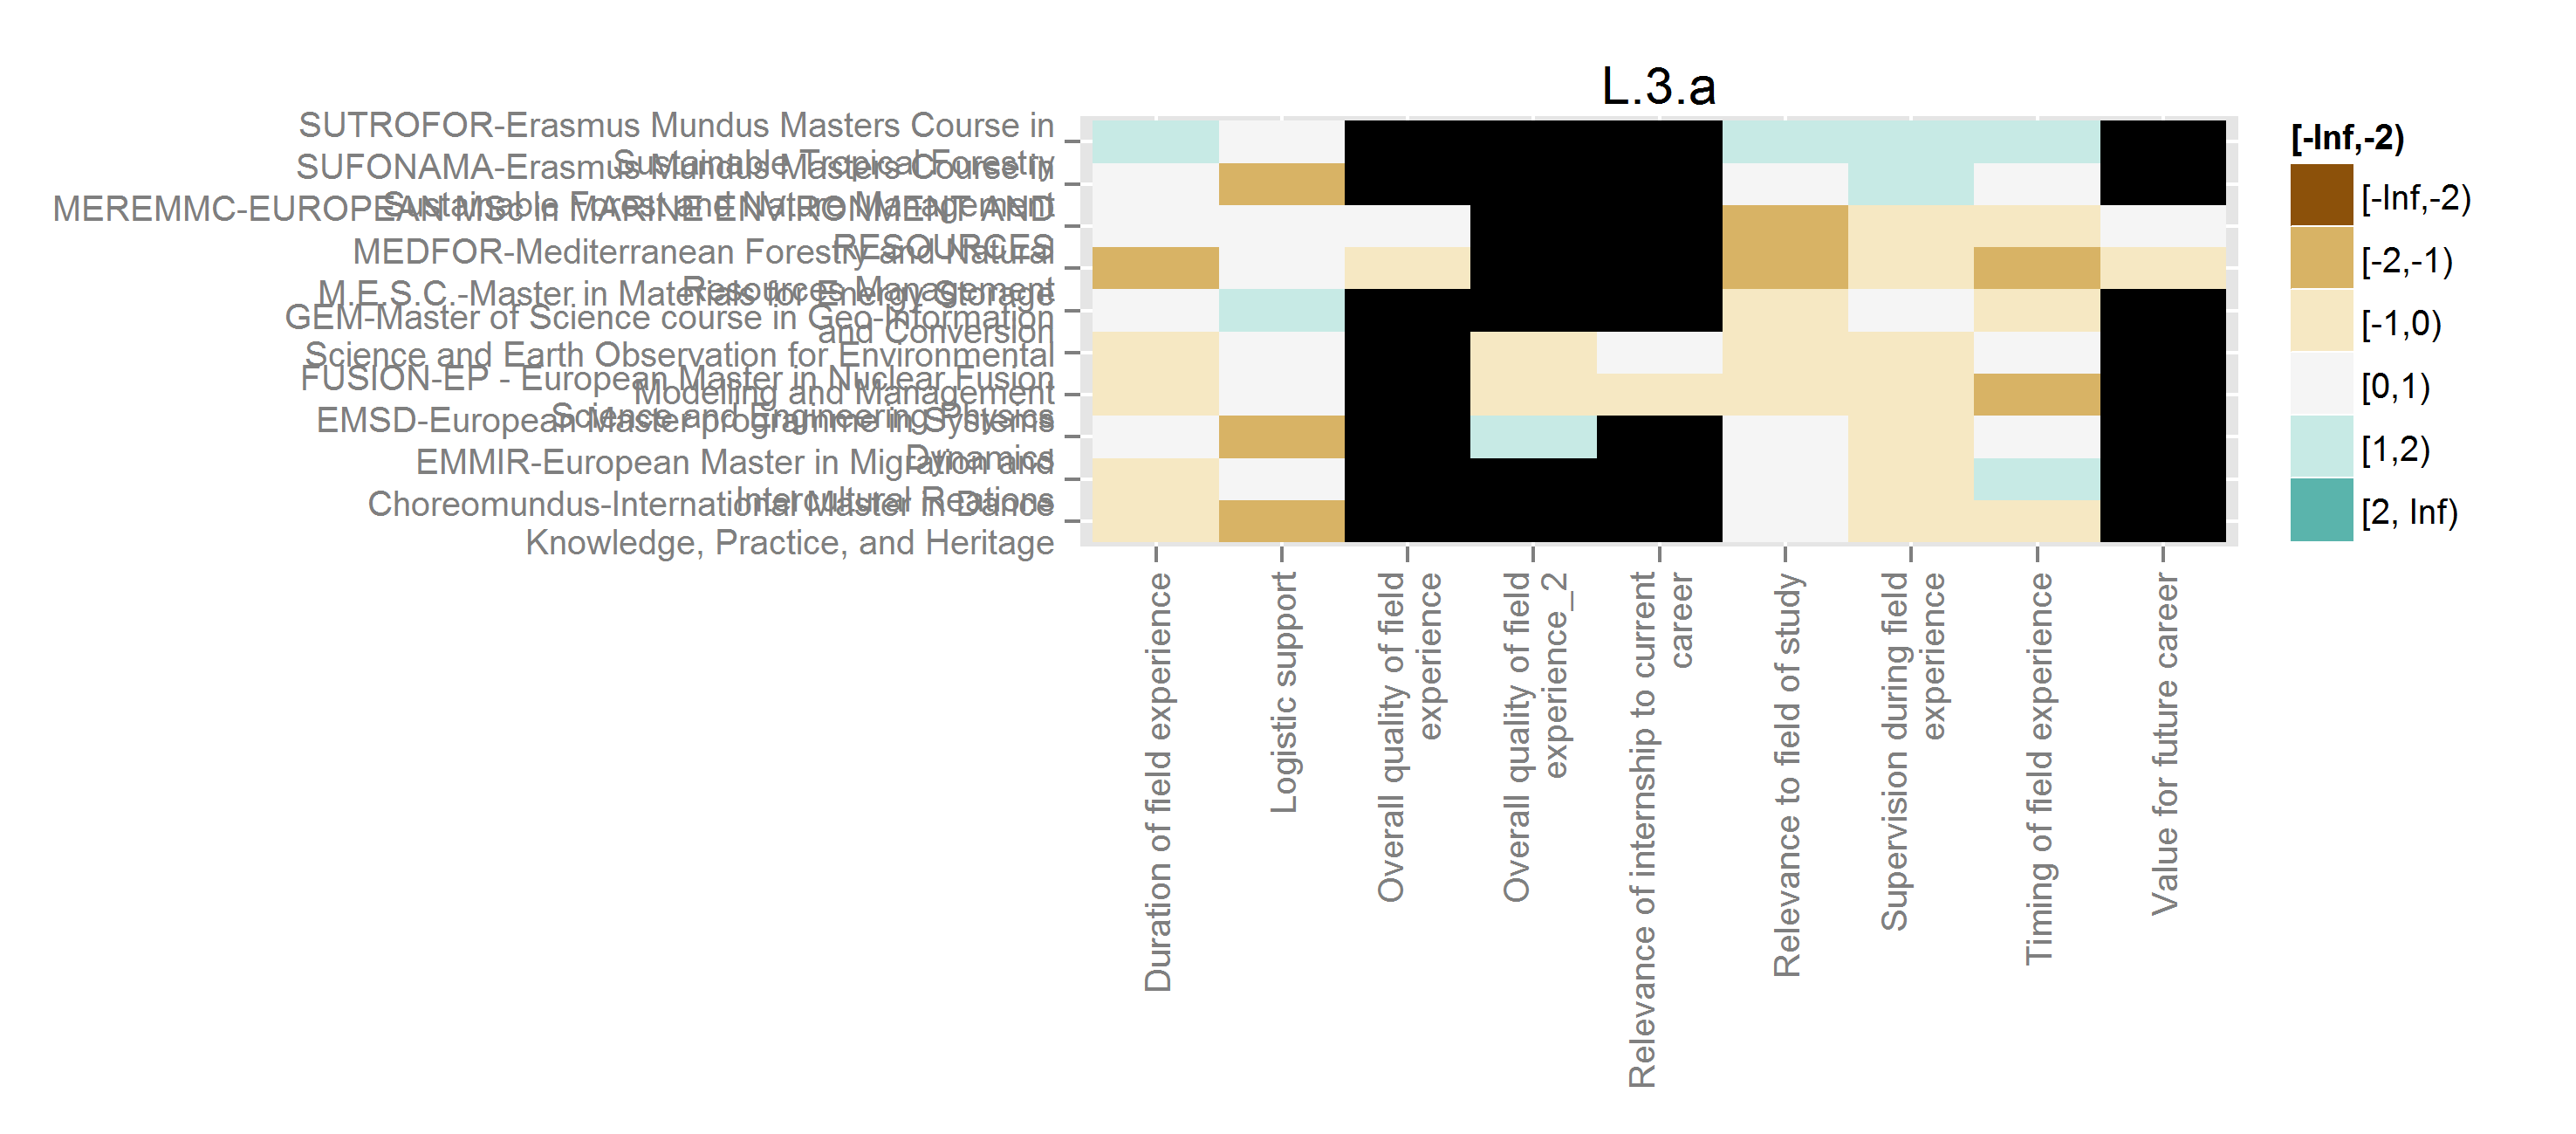 L.3.a
SUTROFOR-Erasmus Mundus Masters Course in
Sustainable Tropical Forestry
SUFONAMA-Erasmus Mundus Masters Course in
Sustainable Forest and Nature Management
MEREMMC-EUROPEAN MSc in MARINE ENVIRONMENT AND
RESOURCES
MEDFOR-Mediterranean Forestry and Natural
Resources Management
M.E.S.C.-Master in Materials for Energy Storage
and Conversion
GEM-Master of Science course in Geo-Information
Science and Earth Observation for Environmental
Modelling and Management
FUSION-EP - European Master in Nuclear Fusion
Science and Engineering Physics
EMSD-European Master programme in Systems
Dynamics
EMMIR-European Master in Migration and
Intercultural Reations
Choreomundus-International Master in Dance
Knowledge, Practice, and Heritage
Duration of field experience
Logistic support
Overall quality of field
experience
Overall quality of field
experience_2
Relevance of internship to current
career
Relevance to field of study
Supervision during field
experience
Timing of field experience
Value for future career
[-Inf,-2)
[-Inf,-2)
[-2,-1)
[-1,0)
[0,1)
[1,2)
[2, Inf)